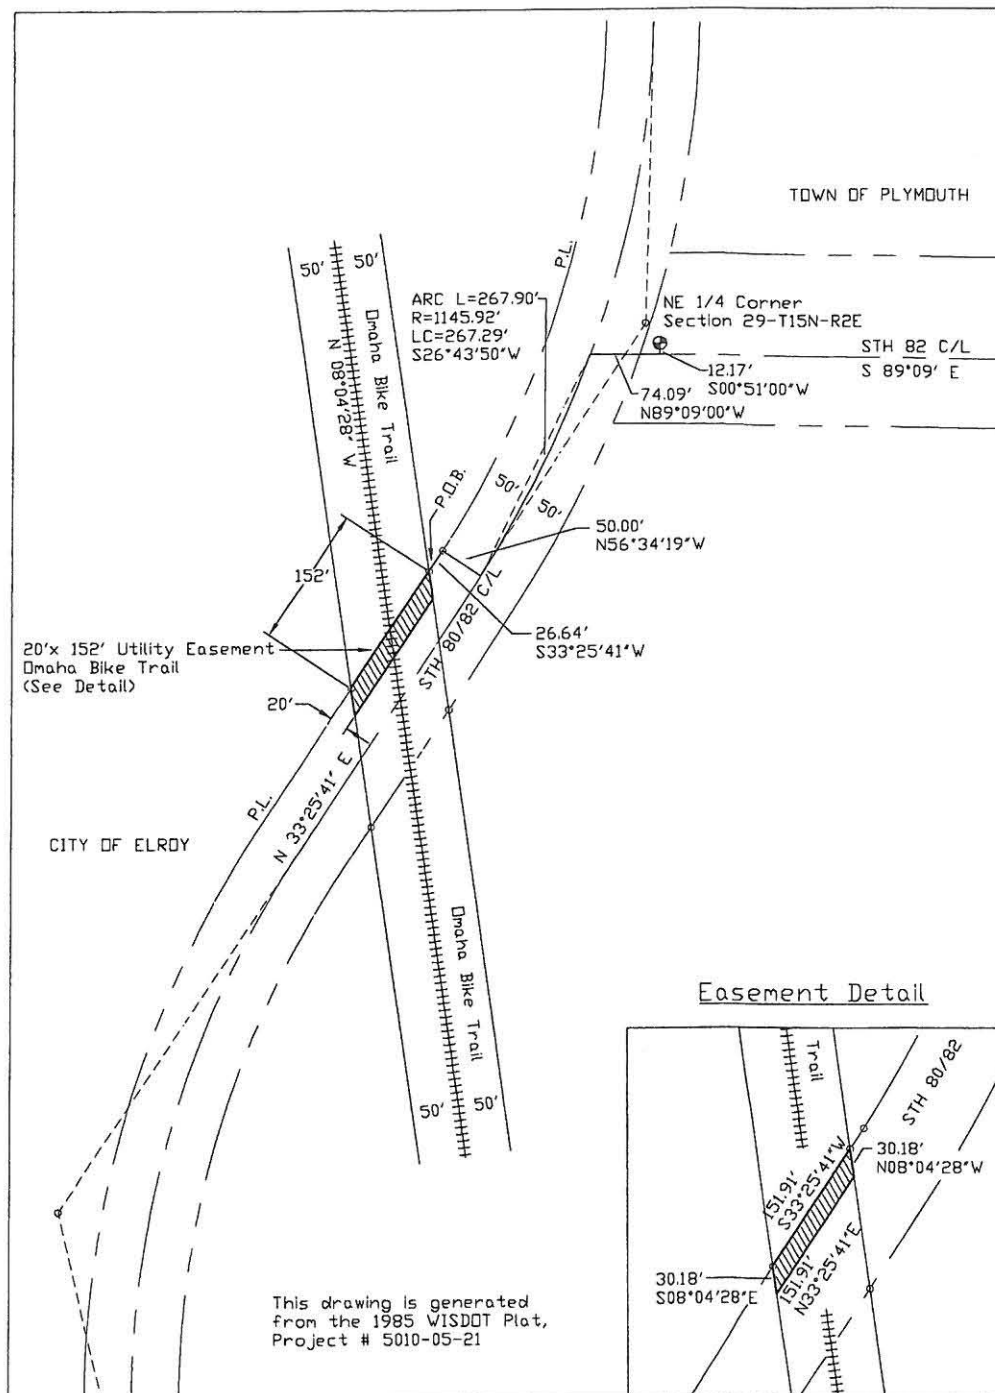 TOWN OF PLYMOUTH
P.L.
50' 50'
Omaha Bike Trail
N 08°04'28" W
ARC L=267.90'
R=1145.92'
LC=267.29'
S26°43'50"W
NE 1/4 Corner
Section 29-T15N-R2E
STH 82 C/L
S 89°09' E
12.17'
S00°51'00"W
74.09'
N89°09'00"W
P.O.B.
50'
50'
50.00'
N56°34'19"W
152'
STH 80/82 C/L
26.64'
S33°25'41"W
20'x 152' Utility Easement
Omaha Bike Trail
(See Detail)
20'
P.L.
N 33°25'41" E
CITY OF ELROY
Omaha Bike Trail
50' 50'
Easement Detail
Trail
STH 80/82
30.18'
N08°04'28"W
151.91'
S33°25'41"W
151.91'
N33°25'41"E
30.18'
S08°04'28"E
This drawing is generated
from the 1985 WISDOT Plat,
Project # 5010-05-21